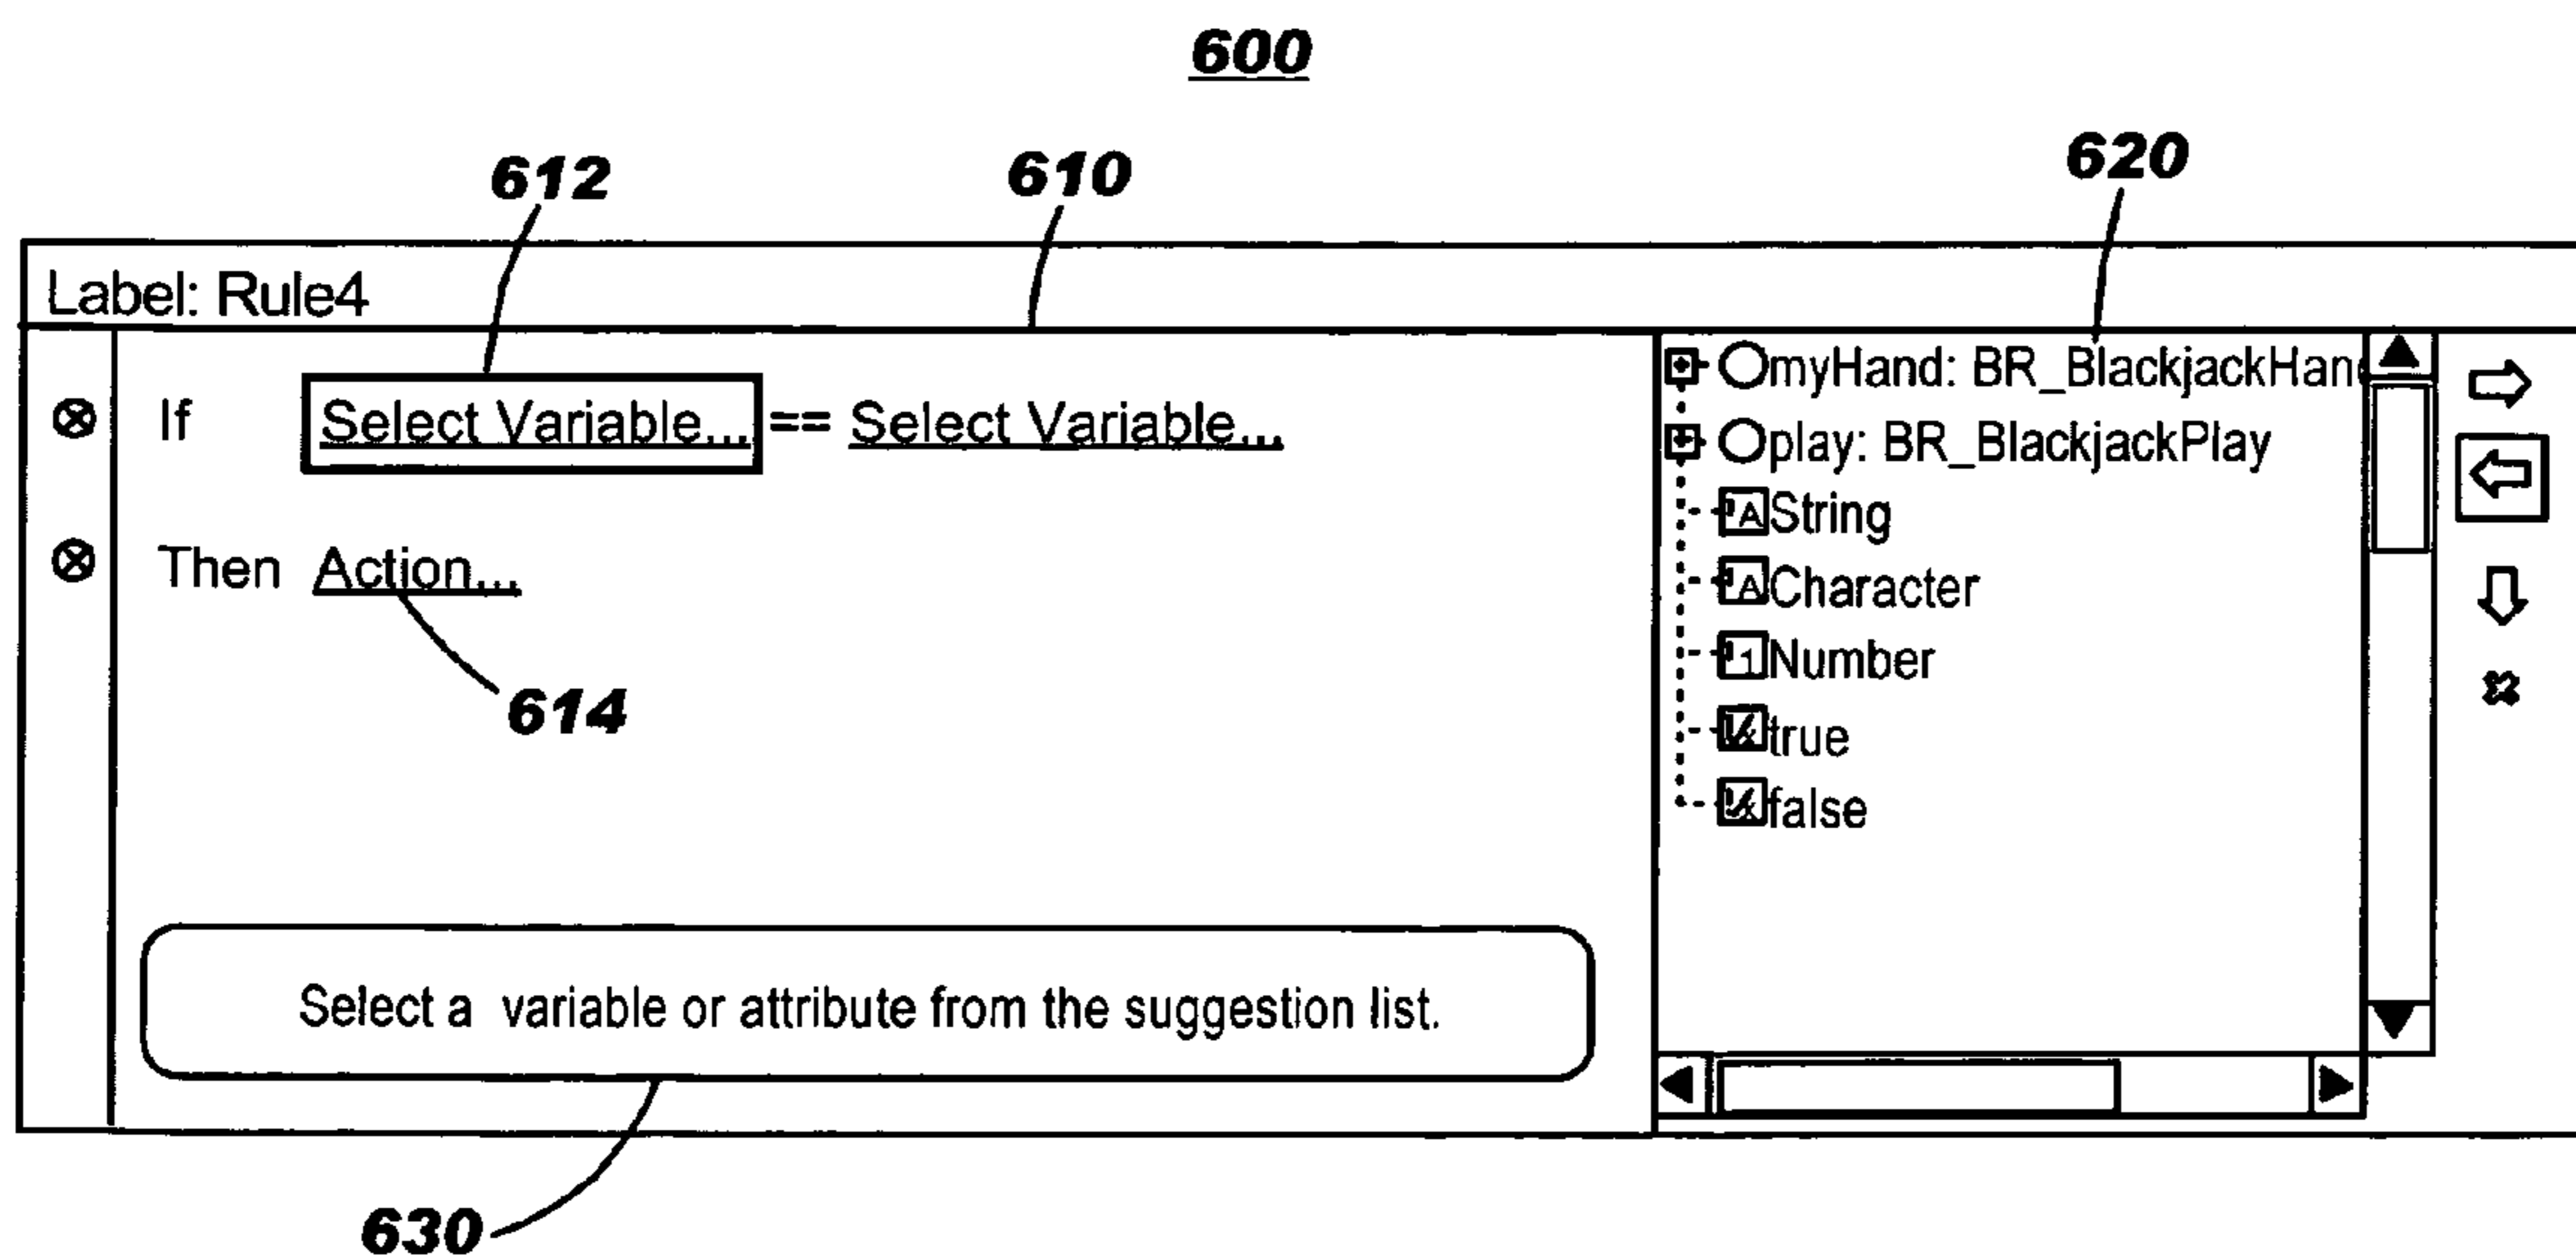 600
612
610
620
Label: Rule4
If Select Variable... == Select Variable...
Then Action...
614
myHand: BR_BlackjackHan
play: BR_BlackjackPlay
A String
A Character
1 Number
true
false
Select a variable or attribute from the suggestion list.
630